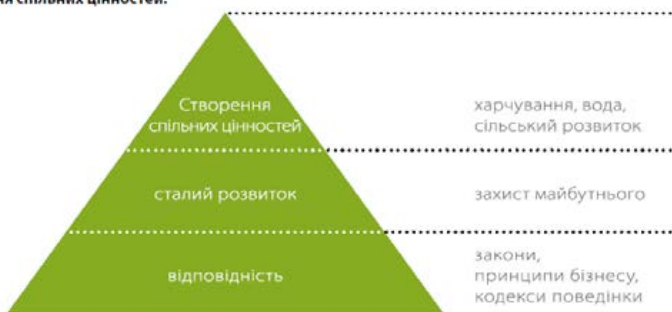 спільних цінностей.
Створення
спільних цінностей
харчування, вода,
сільський розвиток
сталий розвиток
захист майбутнього
відповідність
закони,
принципи бізнесу,
кодекси поведінки